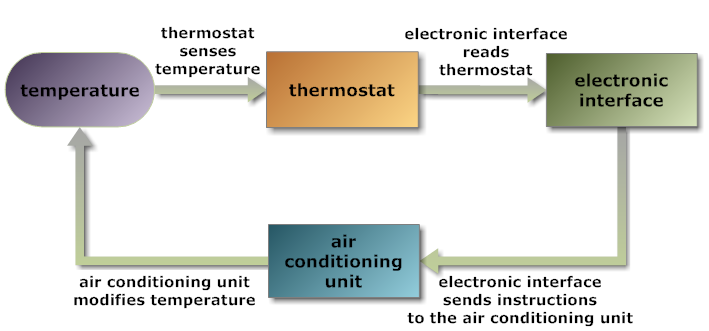 thermostat
senses
temperature
electronic interface
reads
thermostat
temperature
thermostat
electronic
interface
air
conditioning
unit
air conditioning unit
modifies temperature
electronic interface
sends instructions
to the air conditioning unit